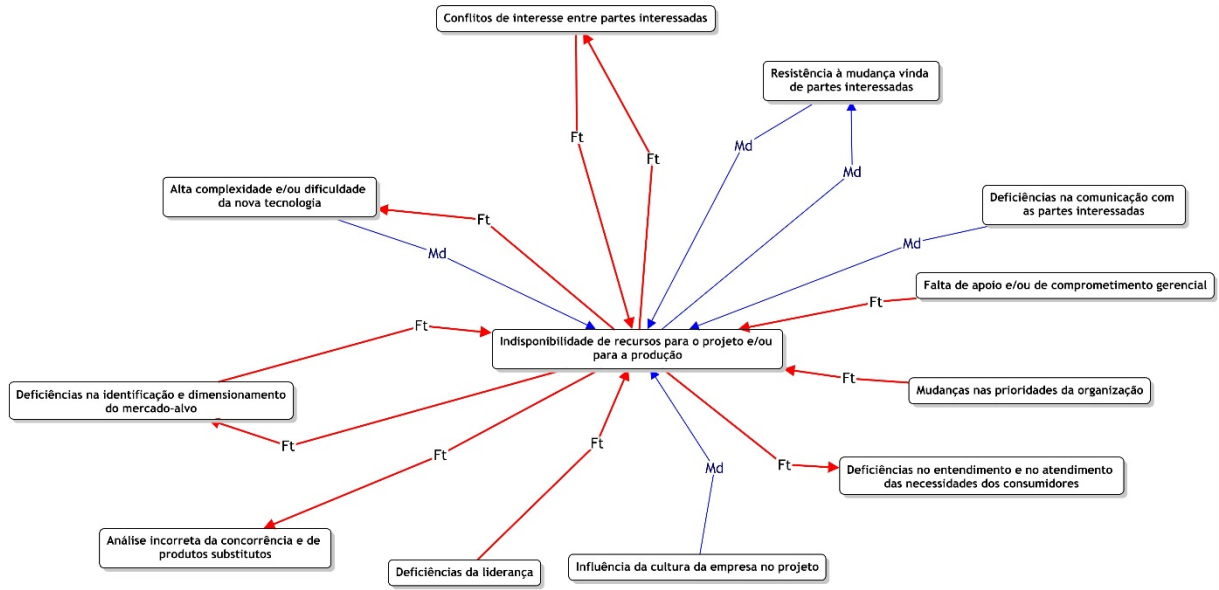 Conflitos de interesse entre partes interessadas
Resistência à mudança vinda
de partes interessadas
Ft
Md
Ft
Md
Alta complexidade e/ou dificuldade
da nova tecnologia
Deficiências na comunicação com
as partes interessadas
Ft
Md
Md
Falta de apoio e/ou de comprometimento gerencial
Ft
Ft
Indisponibilidade de recursos para o projeto e/ou
para a produção
Ft
Mudanças nas prioridades da organização
Deficiências na identificação e dimensionamento
do mercado-alvo
Ft
Ft
Ft
Md
Ft
Deficiências no entendimento e no atendimento
das necessidades dos consumidores
Análise incorreta da concorrência e de
produtos substitutos
Deficiências da liderança
Influência da cultura da empresa no projeto